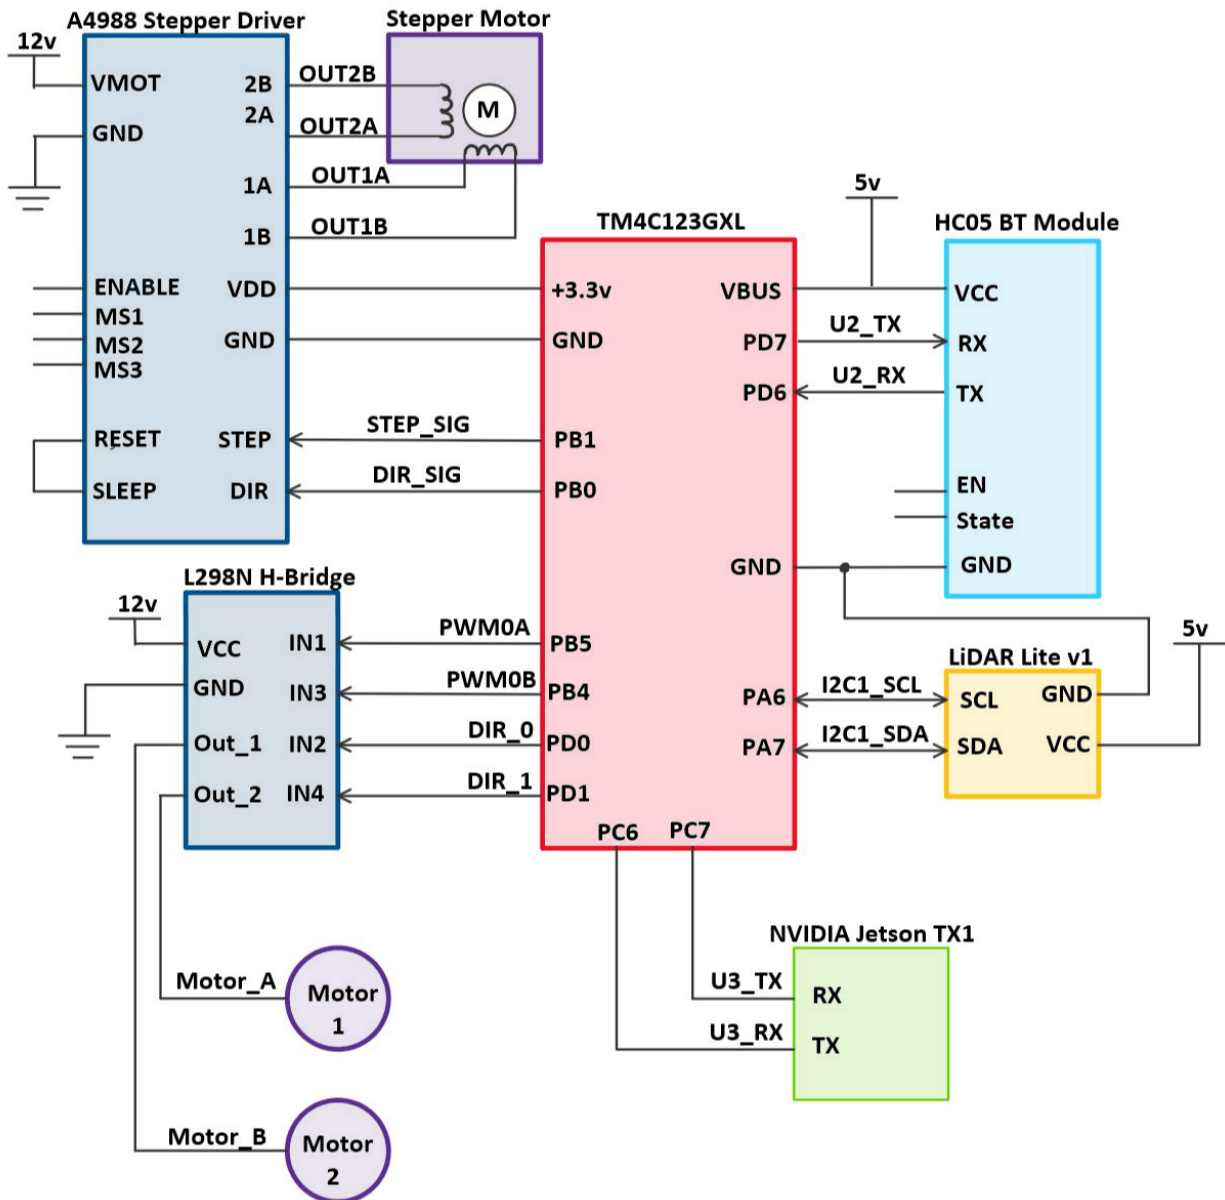 A4988 Stepper Driver
Stepper Motor
12v
VMOT
GND
2B
2A
1A
1B
OUT2B
OUT2A
OUT1A
OUT1B
M
ENABLE
MS1
MS2
MS3
RESET
SLEEP
VDD
GND
STEP
DIR
STEP_SIG
DIR_SIG
TM4C123GXL
+3.3v
GND
PB1
PB0
PB5
PB4
PD0
PD1
PC6
PC7
VBUS
PD7
PD6
GND
PA6
PA7
5v
HC05 BT Module
U2_TX
U2_RX
VCC
RX
TX
EN
State
GND
L298N H-Bridge
12v
VCC
GND
Out_1
Out_2
IN1
IN3
IN2
IN4
PWM0A
PWM0B
DIR_0
DIR_1
5v
LiDAR Lite v1
I2C1_SCL
I2C1_SDA
SCL
SDA
GND
VCC
NVIDIA Jetson TX1
U3_TX
U3_RX
RX
TX
Motor_A
Motor
1
Motor_B
Motor
2